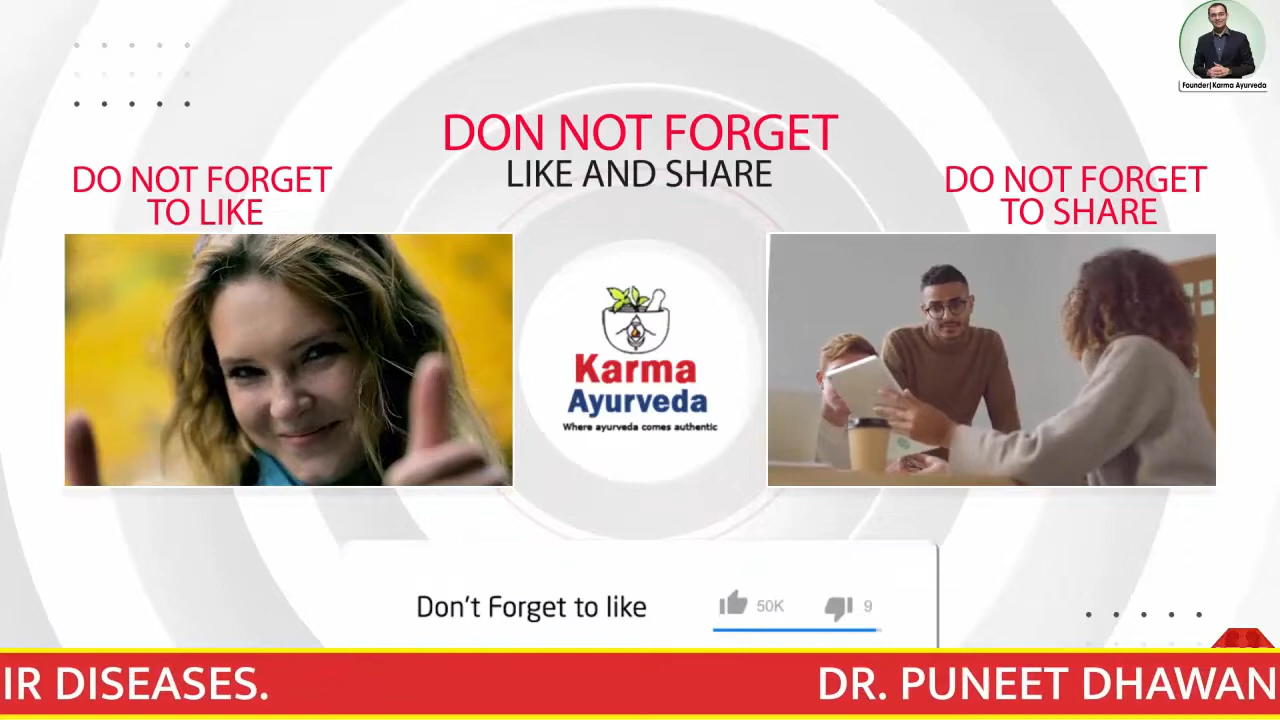 Founder|Karma Ayurveda
DON NOT FORGET
LIKE AND SHARE
DO NOT FORGET
TO LIKE
DO NOT FORGET
TO SHARE
Karma
Ayurveda
Where ayurveda comes authentic
Don't Forget to like
50K
9
IR DISEASES.
DR. PUNEET DHAWAN